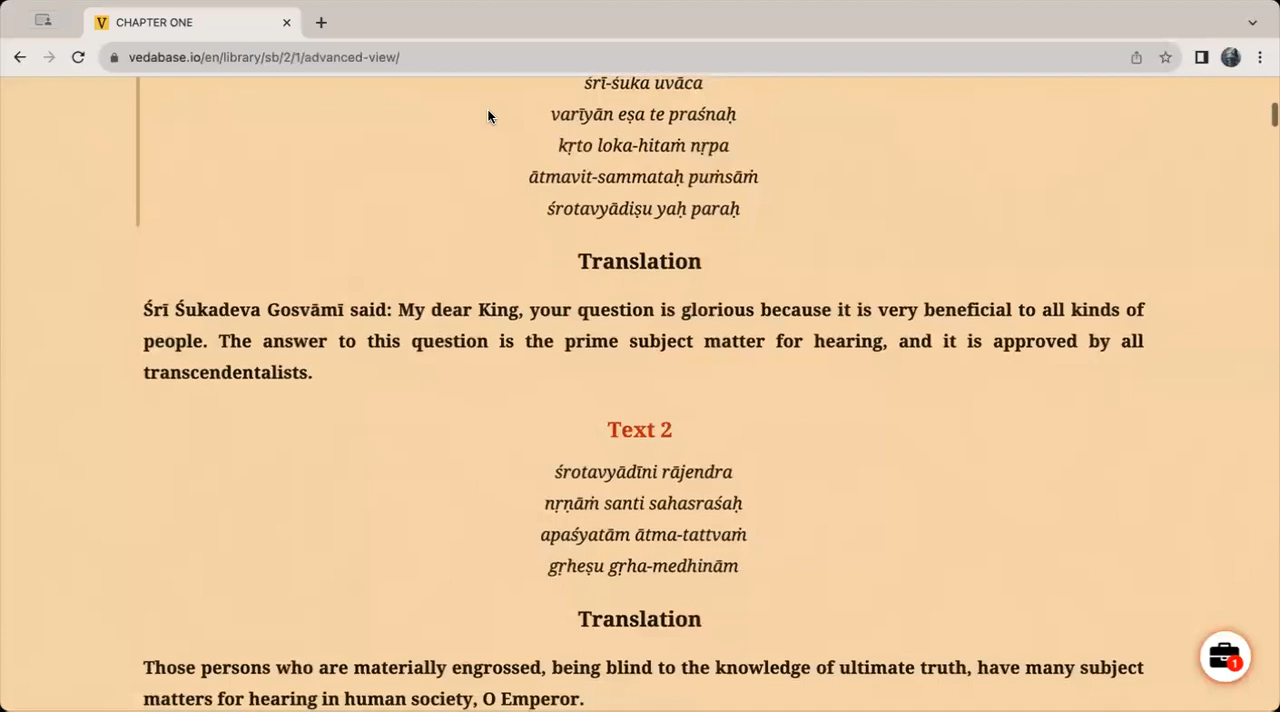 CHAPTER ONE
vedabase.io/en/library/sb/2/1/advanced-view/
śrī-śuka uvāca
varīyān eṣa te praśnaḥ
kṛto loka-hitaṁ nṛpa
ātmavit-sammataḥ puṁsāṁ
śrotavyādiṣu yaḥ paraḥ
Translation
Śrī Śukadeva Gosvāmī said: My dear King, your question is glorious because it is very beneficial to all kinds of
people. The answer to this question is the prime subject matter for hearing, and it is approved by all
transcendentalists.
Text 2
śrotavyādīni rājendra
nṛṇāṁ santi sahasraśaḥ
apaśyatām ātma-tattvaṁ
gṛheṣu gṛha-medhinām
Translation
Those persons who are materially engrossed, being blind to the knowledge of ultimate truth, have many subject
matters for hearing in human society, O Emperor.
1